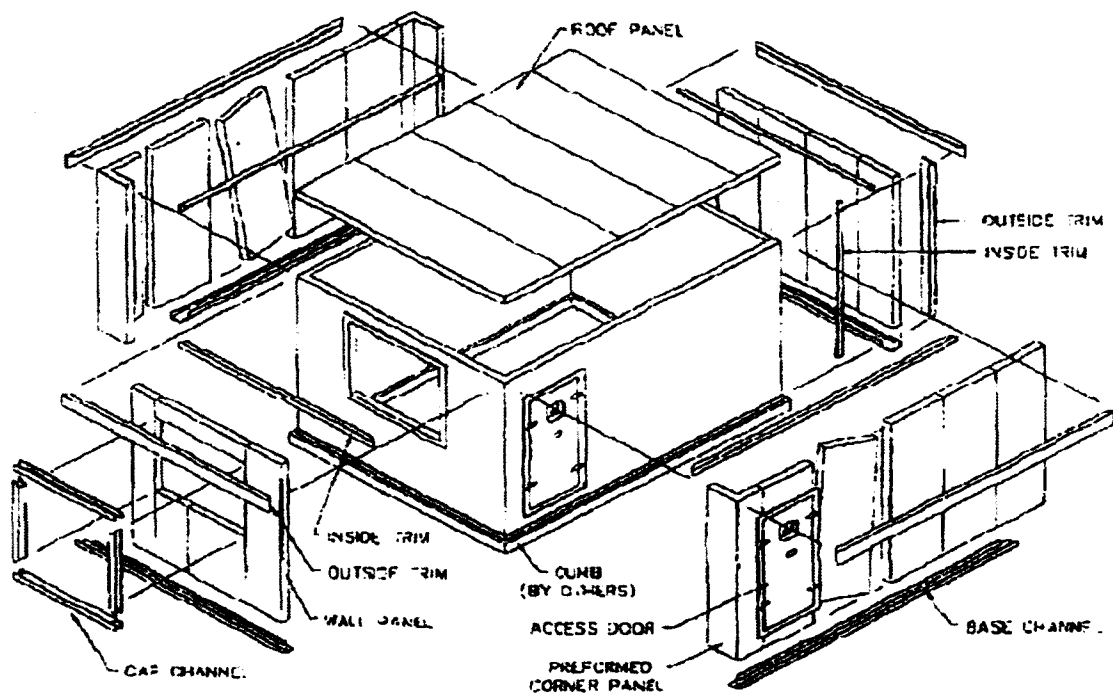 ROOF PANEL
OUTSIDE TRIM
INSIDE TRIM
INSIDE TRIM
OUTSIDE TRIM
WALL PANEL
CAP CHANNEL
CURB
(BY OTHERS)
ACCESS DOOR
PREFORMED
CORNER PANEL
BASE CHANNEL